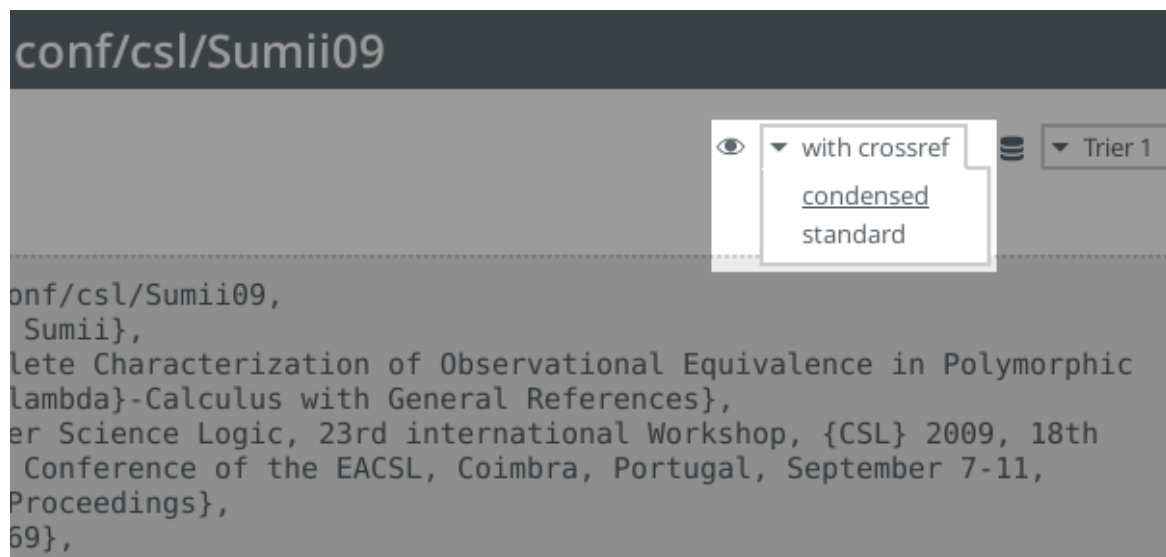 conf/csl/Sumii09
with crossref
Trier 1
condensed
standard
onf/csl/Sumii09,
Sumii},
lete Characterization of Observational Equivalence in Polymorphic
lambda}-Calculus with General References},
er Science Logic, 23rd international Workshop, {CSL} 2009, 18th
Conference of the EACSL, Coimbra, Portugal, September 7-11,
Proceedings},
69},